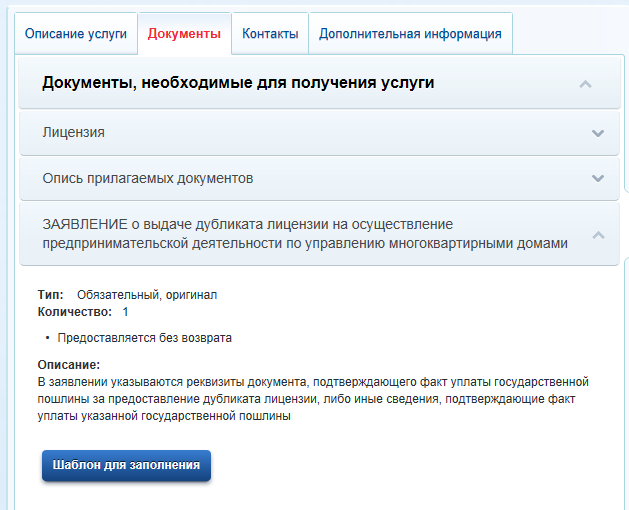 Описание услуги
Документы
Контакты
Дополнительная информация
Документы, необходимые для получения услуги
Лицензия
Опись прилагаемых документов
ЗАЯВЛЕНИЕ о выдаче дубликата лицензии на осуществление
предпринимательской деятельности по управлению многоквартирными домами
Тип: Обязательный, оригинал
Количество: 1
• Предоставляется без возврата
Описание:
В заявлении указываются реквизиты документа, подтверждающего факт уплаты государственной
пошлины за предоставление дубликата лицензии, либо иные сведения, подтверждающие факт
уплаты указанной государственной пошлины
Шаблон для заполнения